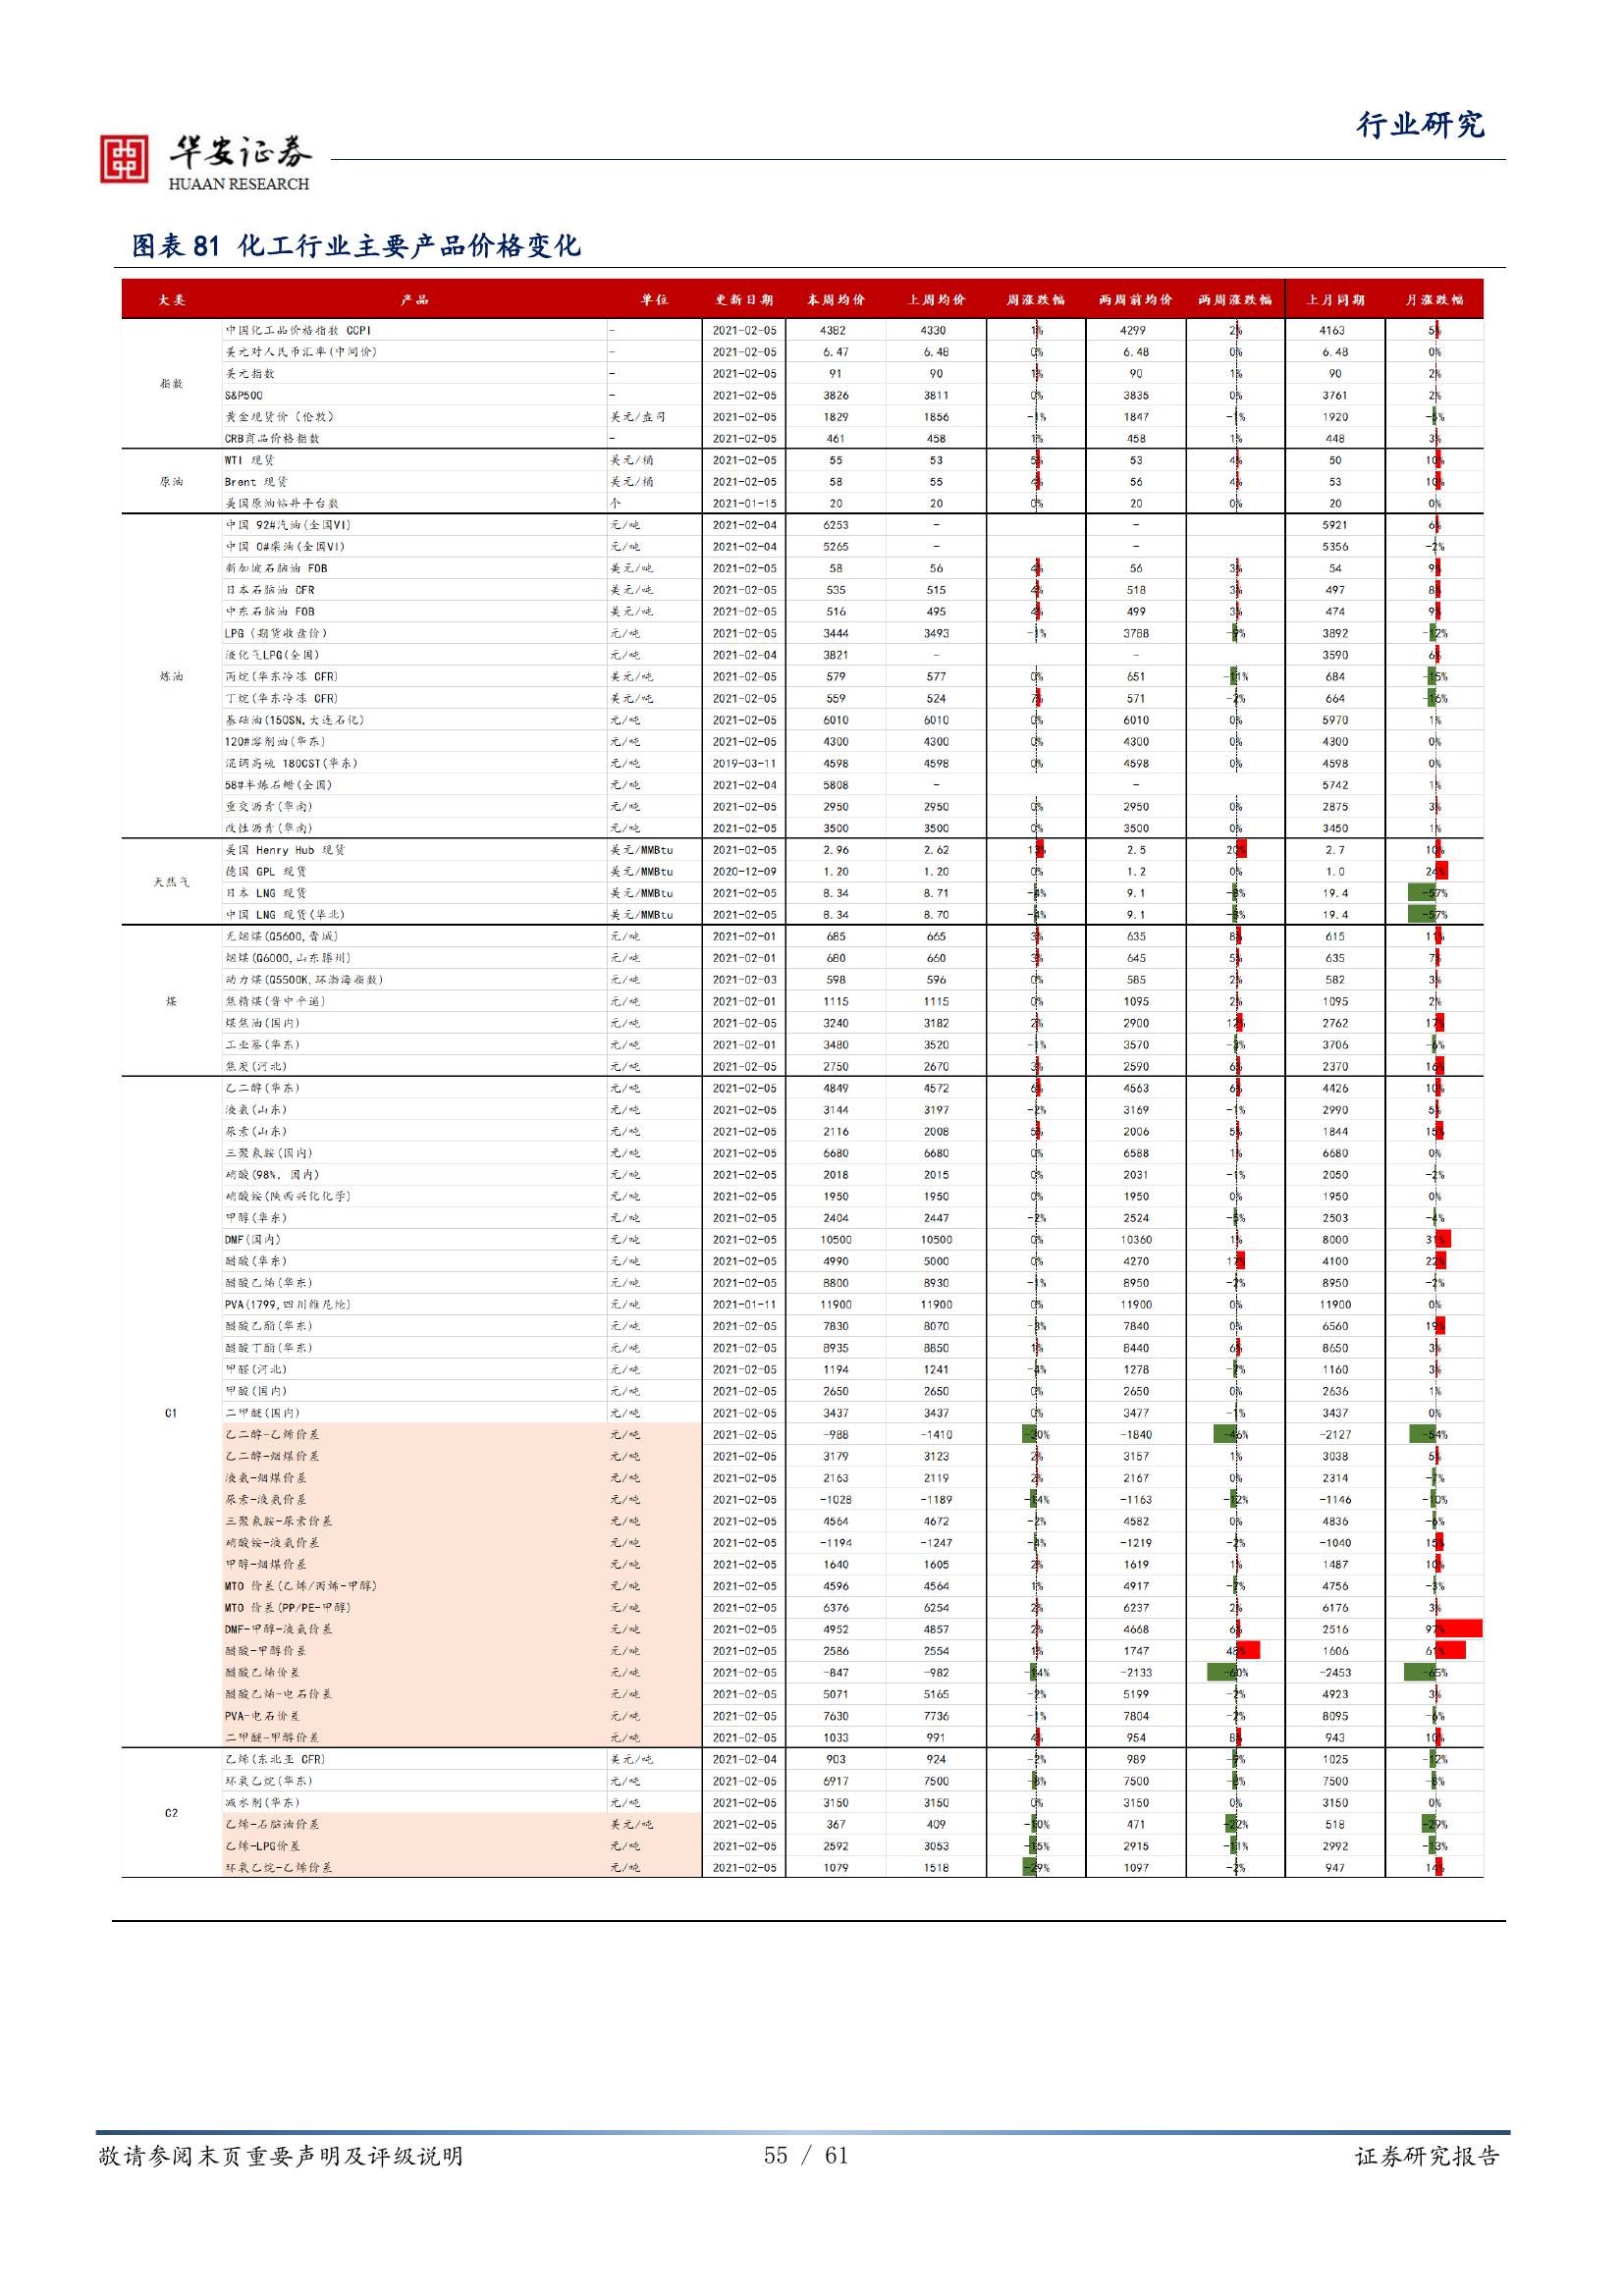 行业研究
华安证券
HUAAN RESEARCH
图表 81 化工行业主要产品价格变化
大类 产品 单位 更新日期 本周均价 上周均价 周涨跌幅 两周前均价 两周涨跌幅 上月同期 月涨跌幅
指数
中国化工品价格指数 CCPI - 2021-02-05 4382 4330 1% 4299 2% 4163 5%
美元对人民币汇率(中间价) - 2021-02-05 6.47 6.48 0% 6.48 0% 6.48 0%
美元指数 - 2021-02-05 91 90 1% 90 1% 90 2%
S&P500 - 2021-02-05 3826 3811 0% 3835 0% 3761 2%
黄金现货价（伦敦） 美元/盎司 2021-02-05 1829 1856 -1% 1847 -1% 1920 -5%
CRB商品价格指数 - 2021-02-05 461 458 1% 458 1% 448 3%
原油
WTI 现货 美元/桶 2021-02-05 55 53 5% 53 4% 50 10%
Brent 现货 美元/桶 2021-02-05 58 55 4% 56 4% 53 10%
美国原油钻井平台数 个 2021-01-15 20 20 0% 20 0% 20 0%
炼油
中国 92#汽油(全国VI) 元/吨 2021-02-04 6253 - - 5921 6%
中国 0#柴油(全国VI) 元/吨 2021-02-04 5265 - - 5356 -2%
新加坡石脑油 FOB 美元/吨 2021-02-05 58 56 4% 56 3% 54 9%
日本石脑油 CFR 美元/吨 2021-02-05 535 515 4% 518 3% 497 8%
中东石脑油 FOB 美元/吨 2021-02-05 516 495 4% 499 3% 474 9%
LPG（期货收盘价） 元/吨 2021-02-05 3444 3493 -1% 3788 -9% 3892 -12%
液化气LPG(全国) 元/吨 2021-02-04 3821 - - 3590 6%
丙烷(华东冷冻 CFR) 美元/吨 2021-02-05 579 577 0% 651 -11% 684 -15%
丁烷(华东冷冻 CFR) 美元/吨 2021-02-05 559 524 7% 571 -2% 664 -16%
基础油(150SN,大连石化) 元/吨 2021-02-05 6010 6010 0% 6010 0% 5970 1%
120#溶剂油(华东) 元/吨 2021-02-05 4300 4300 0% 4300 0% 4300 0%
混调高硫 180CST(华东) 元/吨 2019-03-11 4598 4598 0% 4598 0% 4598 0%
58#半炼石蜡(全国) 元/吨 2021-02-04 5808 - - 5742 1%
重交沥青(华南) 元/吨 2021-02-05 2950 2950 0% 2950 0% 2875 3%
改性沥青(华南) 元/吨 2021-02-05 3500 3500 0% 3500 0% 3450 1%
天然气
美国 Henry Hub 现货 美元/MMBtu 2021-02-05 2.96 2.62 13% 2.5 20% 2.7 10%
德国 GPL 现货 美元/MMBtu 2020-12-09 1.20 1.20 0% 1.2 0% 1.0 24%
日本 LNG 现货 美元/MMBtu 2021-02-05 8.34 8.71 -4% 9.1 -8% 19.4 -57%
中国 LNG 现货(华北) 美元/MMBtu 2021-02-05 8.34 8.70 -4% 9.1 -8% 19.4 -57%
煤
无烟煤(Q5600,晋城) 元/吨 2021-02-01 685 665 3% 635 8% 615 11%
烟煤(Q6000,山东滕州) 元/吨 2021-02-01 680 660 3% 645 5% 635 7%
动力煤(Q5500K,环渤海指数) 元/吨 2021-02-03 598 596 0% 585 2% 582 3%
焦精煤(晋中平遥) 元/吨 2021-02-01 1115 1115 0% 1095 2% 1095 2%
煤焦油(国内) 元/吨 2021-02-05 3240 3182 2% 2900 12% 2762 17%
工业萘(华东) 元/吨 2021-02-01 3480 3520 -1% 3570 -3% 3706 -6%
焦炭(河北) 元/吨 2021-02-05 2750 2670 3% 2590 6% 2370 16%
C1
乙二醇(华东) 元/吨 2021-02-05 4849 4572 6% 4563 6% 4426 10%
液氨(山东) 元/吨 2021-02-05 3144 3197 -2% 3169 -1% 2990 5%
尿素(山东) 元/吨 2021-02-05 2116 2008 5% 2006 5% 1844 15%
三聚氰胺(国内) 元/吨 2021-02-05 6680 6680 0% 6588 1% 6680 0%
硝酸(98%, 国内) 元/吨 2021-02-05 2018 2015 0% 2031 -1% 2050 -2%
硝酸铵(陕西兴化化学) 元/吨 2021-02-05 1950 1950 0% 1950 0% 1950 0%
甲醇(华东) 元/吨 2021-02-05 2404 2447 -2% 2524 -5% 2503 -4%
DMF(国内) 元/吨 2021-02-05 10500 10500 0% 10360 1% 8000 31%
醋酸(华东) 元/吨 2021-02-05 4990 5000 0% 4270 17% 4100 22%
醋酸乙烯(华东) 元/吨 2021-02-05 8800 8930 -1% 8950 -2% 8950 -2%
PVA(1799,四川维尼纶) 元/吨 2021-01-11 11900 11900 0% 11900 0% 11900 0%
醋酸乙酯(华东) 元/吨 2021-02-05 7830 8070 -3% 7840 0% 6560 19%
醋酸丁酯(华东) 元/吨 2021-02-05 8935 8850 1% 8440 6% 8650 3%
甲醛(河北) 元/吨 2021-02-05 1194 1241 -4% 1278 -7% 1160 3%
甲酸(国内) 元/吨 2021-02-05 2650 2650 0% 2650 0% 2636 1%
二甲醚(国内) 元/吨 2021-02-05 3437 3437 0% 3477 -1% 3437 0%
乙二醇-乙烯价差 元/吨 2021-02-05 -988 -1410 -30% -1840 -46% -2127 -54%
乙二醇-烟煤价差 元/吨 2021-02-05 3179 3123 2% 3157 1% 3038 5%
液氨-烟煤价差 元/吨 2021-02-05 2163 2119 2% 2167 0% 2314 -7%
尿素-液氨价差 元/吨 2021-02-05 -1028 -1189 -14% -1163 -12% -1146 -10%
三聚氰胺-尿素价差 元/吨 2021-02-05 4564 4672 -2% 4582 0% 4836 -6%
硝酸铵-液氨价差 元/吨 2021-02-05 -1194 -1247 -4% -1219 -2% -1040 15%
甲醇-烟煤价差 元/吨 2021-02-05 1640 1605 2% 1619 1% 1487 10%
MTO 价差(乙烯/丙烯-甲醇) 元/吨 2021-02-05 4596 4564 1% 4917 -7% 4756 -3%
MTO 价差(PP/PE-甲醇) 元/吨 2021-02-05 6376 6254 2% 6237 2% 6176 3%
DMF-甲醇-液氨价差 元/吨 2021-02-05 4952 4857 2% 4668 6% 2516 97%
醋酸-甲醇价差 元/吨 2021-02-05 2586 2554 1% 1747 48% 1606 61%
醋酸乙烯价差 元/吨 2021-02-05 -847 -982 -14% -2133 -60% -2453 -65%
醋酸乙烯-电石价差 元/吨 2021-02-05 5071 5165 -2% 5199 -2% 4923 3%
PVA-电石价差 元/吨 2021-02-05 7630 7736 -1% 7804 -2% 8095 -6%
二甲醚-甲醇价差 元/吨 2021-02-05 1033 991 4% 954 8% 943 10%
C2
乙烯(东北亚 CFR) 美元/吨 2021-02-04 903 924 -2% 989 -9% 1025 -12%
环氧乙烷(华东) 元/吨 2021-02-05 6917 7500 -8% 7500 -8% 7500 -8%
减水剂(华东) 元/吨 2021-02-05 3150 3150 0% 3150 0% 3150 0%
乙烯-石脑油价差 美元/吨 2021-02-05 367 409 -10% 471 -22% 518 -29%
乙烯-LPG价差 元/吨 2021-02-05 2592 3053 -15% 2915 -11% 2992 -13%
环氧乙烷-乙烯价差 元/吨 2021-02-05 1079 1518 -29% 1097 -2% 947 14%
敬请参阅末页重要声明及评级说明 55 / 61 证券研究报告